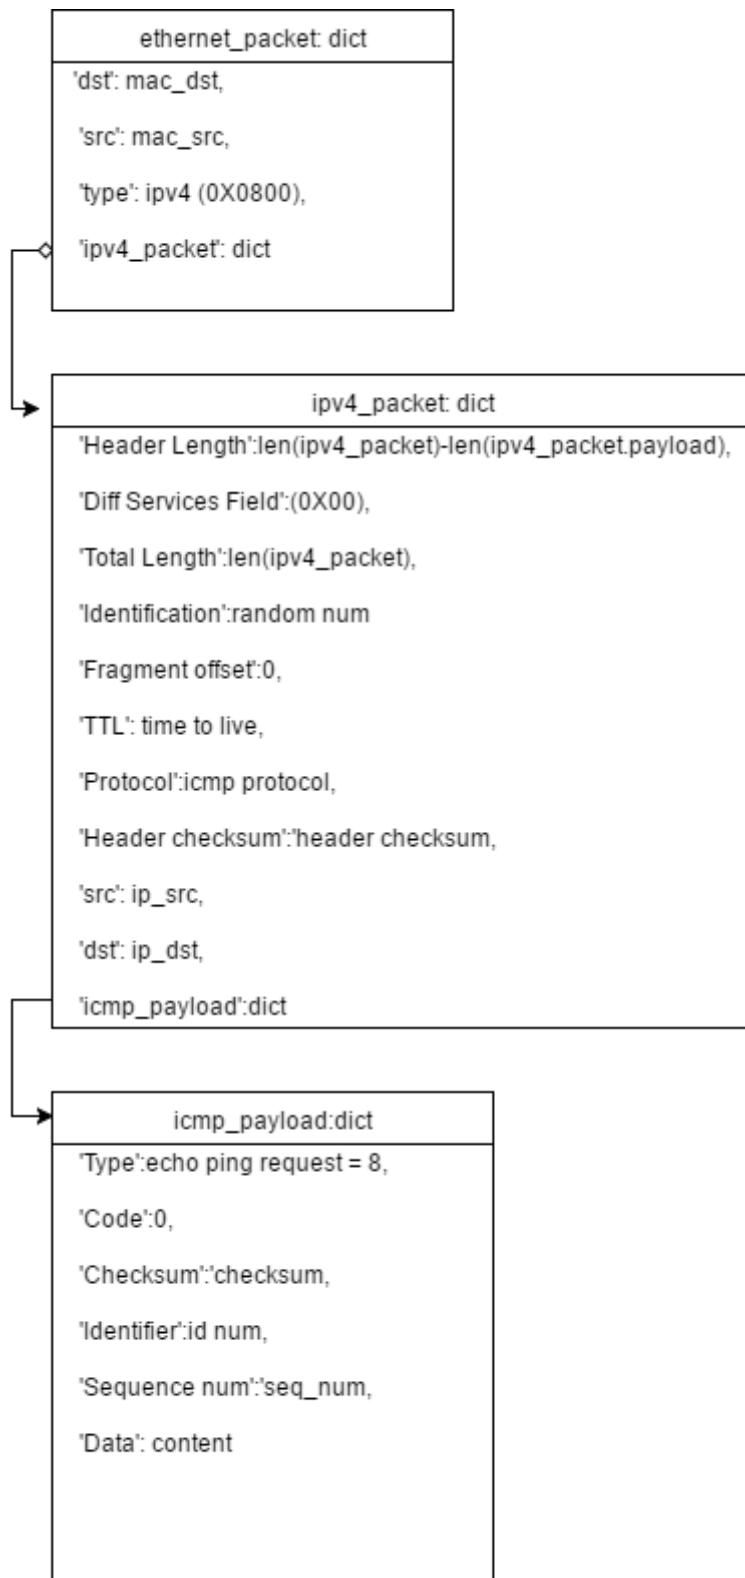 ethernet_packet: dict
'dst': mac_dst,
'src': mac_src,
'type': ipv4 (0X0800),
'ipv4_packet': dict
ipv4_packet: dict
'Header Length':len(ipv4_packet)-len(ipv4_packet.payload),
'Diff Services Field':(0X00),
'Total Length':len(ipv4_packet),
'Identification':random num
'Fragment offset':0,
'TTL': time to live,
'Protocol':icmp protocol,
'Header checksum':'header checksum,
'src': ip_src,
'dst': ip_dst,
'icmp_payload':dict
icmp_payload:dict
'Type':echo ping request = 8,
'Code':0,
'Checksum':'checksum,
'Identifier':id num,
'Sequence num':'seq_num,
'Data': content